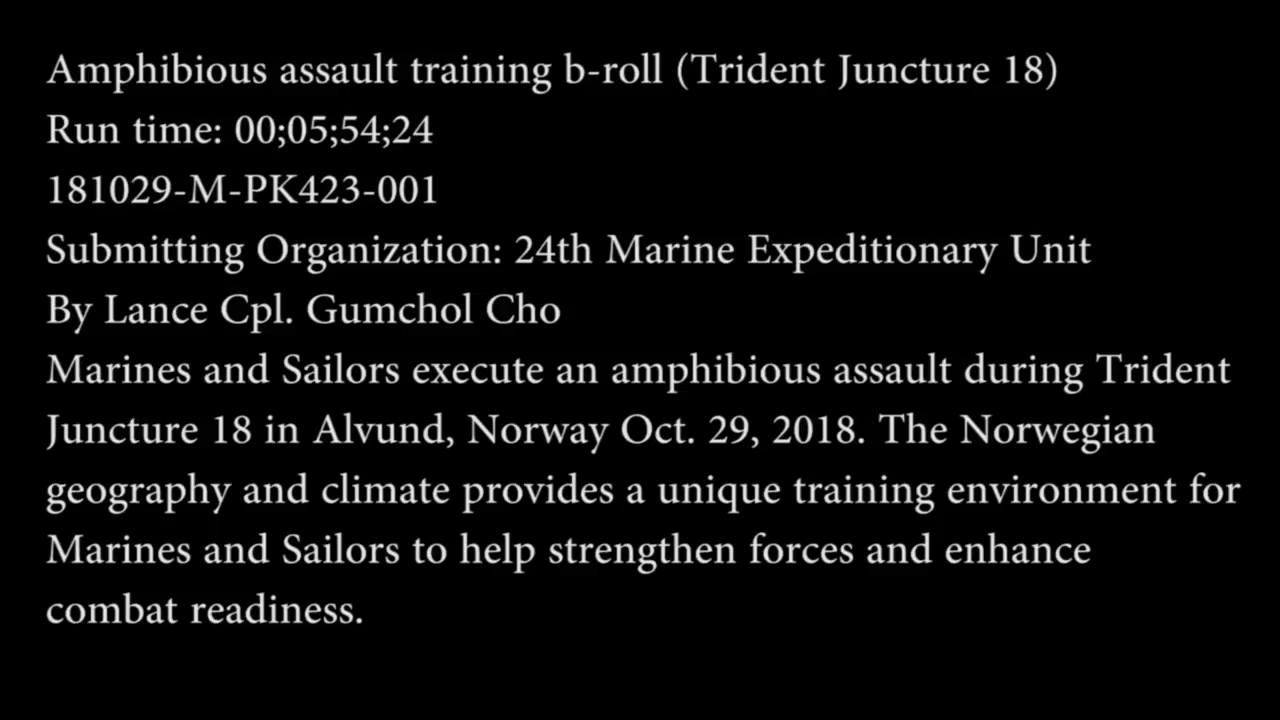 Amphibious assault training b-roll (Trident Juncture 18)
Run time: 00;05;54;24
181029-M-PK423-001
Submitting Organization: 24th Marine Expeditionary Unit
By Lance Cpl. Gumchol Cho
Marines and Sailors execute an amphibious assault during Trident
Juncture 18 in Alvund, Norway Oct. 29, 2018. The Norwegian
geography and climate provides a unique training environment for
Marines and Sailors to help strengthen forces and enhance
combat readiness.